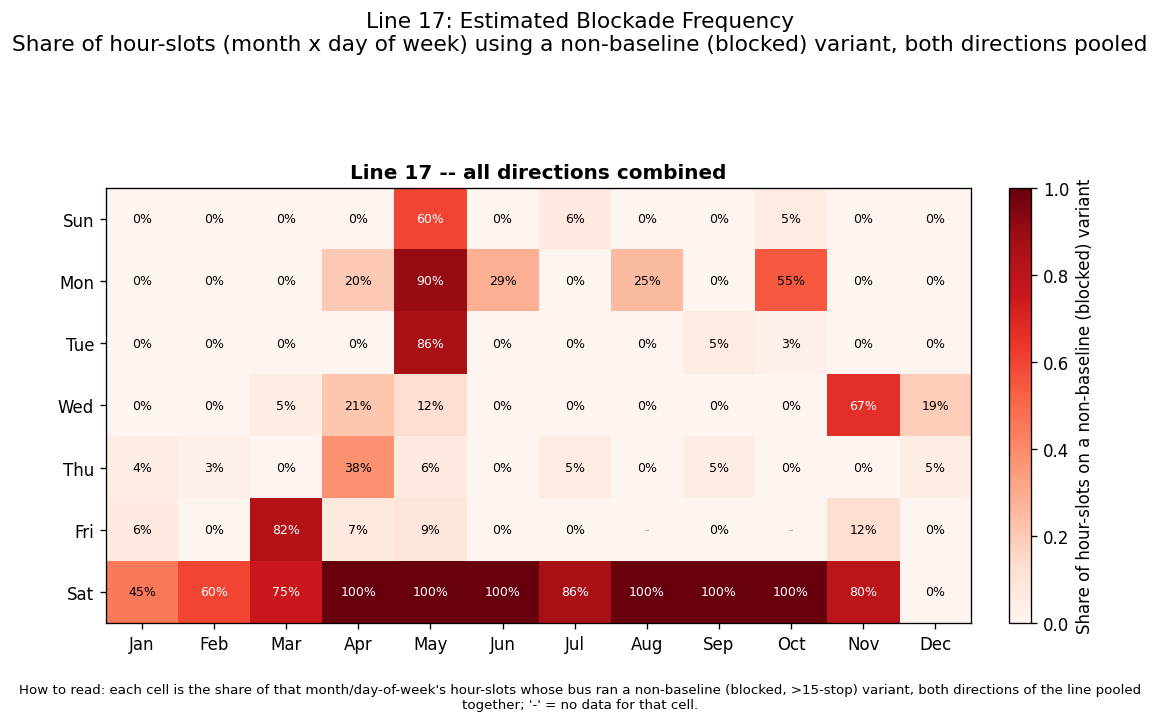 Line 17: Estimated Blockade Frequency
Share of hour-slots (month x day of week) using a non-baseline (blocked) variant, both directions pooled
Line 17 -- all directions combined
Sun 0% 0% 0% 0% 60% 0% 6% 0% 0% 5% 0% 0%
Mon 0% 0% 0% 20% 90% 29% 0% 25% 0% 55% 0% 0%
Tue 0% 0% 0% 0% 86% 0% 0% 0% 5% 3% 0% 0%
Wed 0% 0% 5% 21% 12% 0% 0% 0% 0% 0% 67% 19%
Thu 4% 3% 0% 38% 6% 0% 5% 0% 5% 0% 0% 5%
Fri 6% 0% 82% 7% 9% 0% 0% - 0% - 12% 0%
Sat 45% 60% 75% 100% 100% 100% 86% 100% 100% 100% 80% 0%
Jan Feb Mar Apr May Jun Jul Aug Sep Oct Nov Dec
1.0
0.8
0.6
0.4
0.2
0.0
Share of hour-slots on a non-baseline (blocked) variant
How to read: each cell is the share of that month/day-of-week's hour-slots whose bus ran a non-baseline (blocked, >15-stop) variant, both directions of the line pooled
together; '-' = no data for that cell.